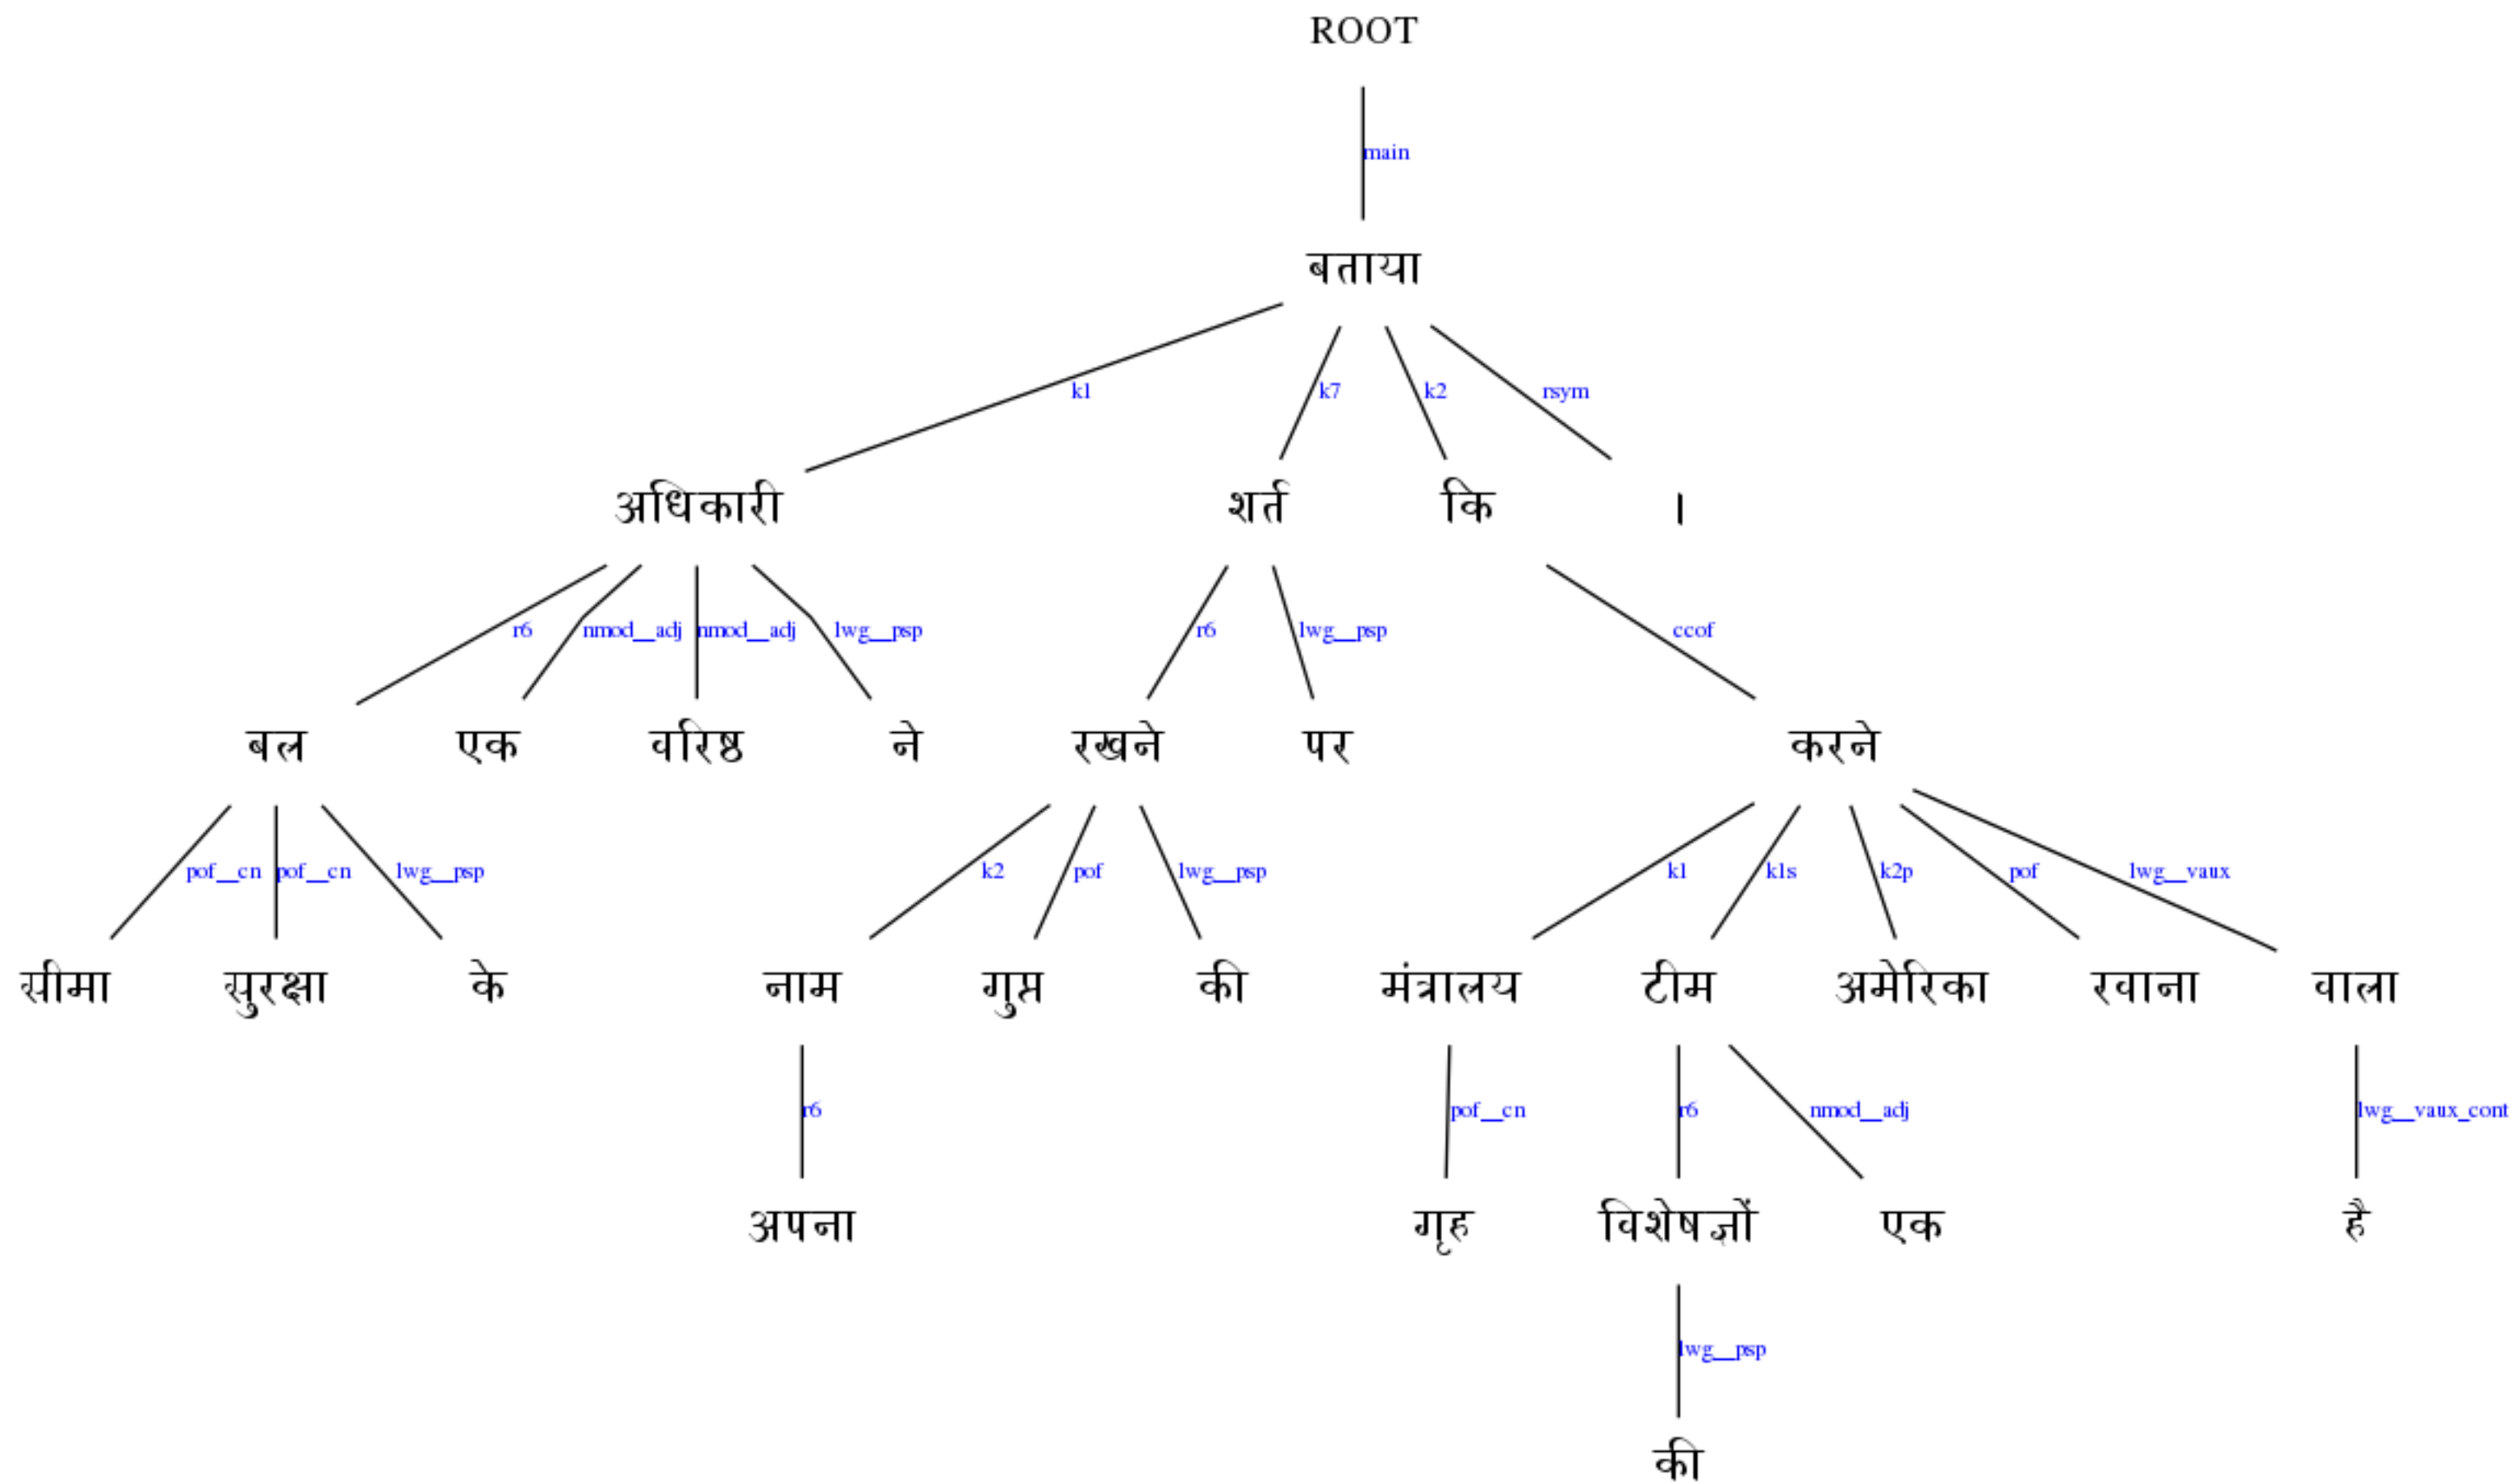 ROOT
main
बताया
k1 k7 k2 rsym
अधिकारी शर्त कि ।
r6 nmod__adj nmod__adj lwg__psp r6 lwg__psp ccof
बल एक वरिष्ठ ने रखने पर करने
pof__cn pof__cn lwg__psp k2 pof lwg__psp k1 k1s k2p pof lwg__vaux
सीमा सुरक्षा के नाम गुप्त की मंत्रालय टीम अमेरिका रवाना वाला
r6 pof__cn r6 nmod__adj lwg__vaux_cont
अपना गृह विशेषज्ञों एक है
lwg__psp
की